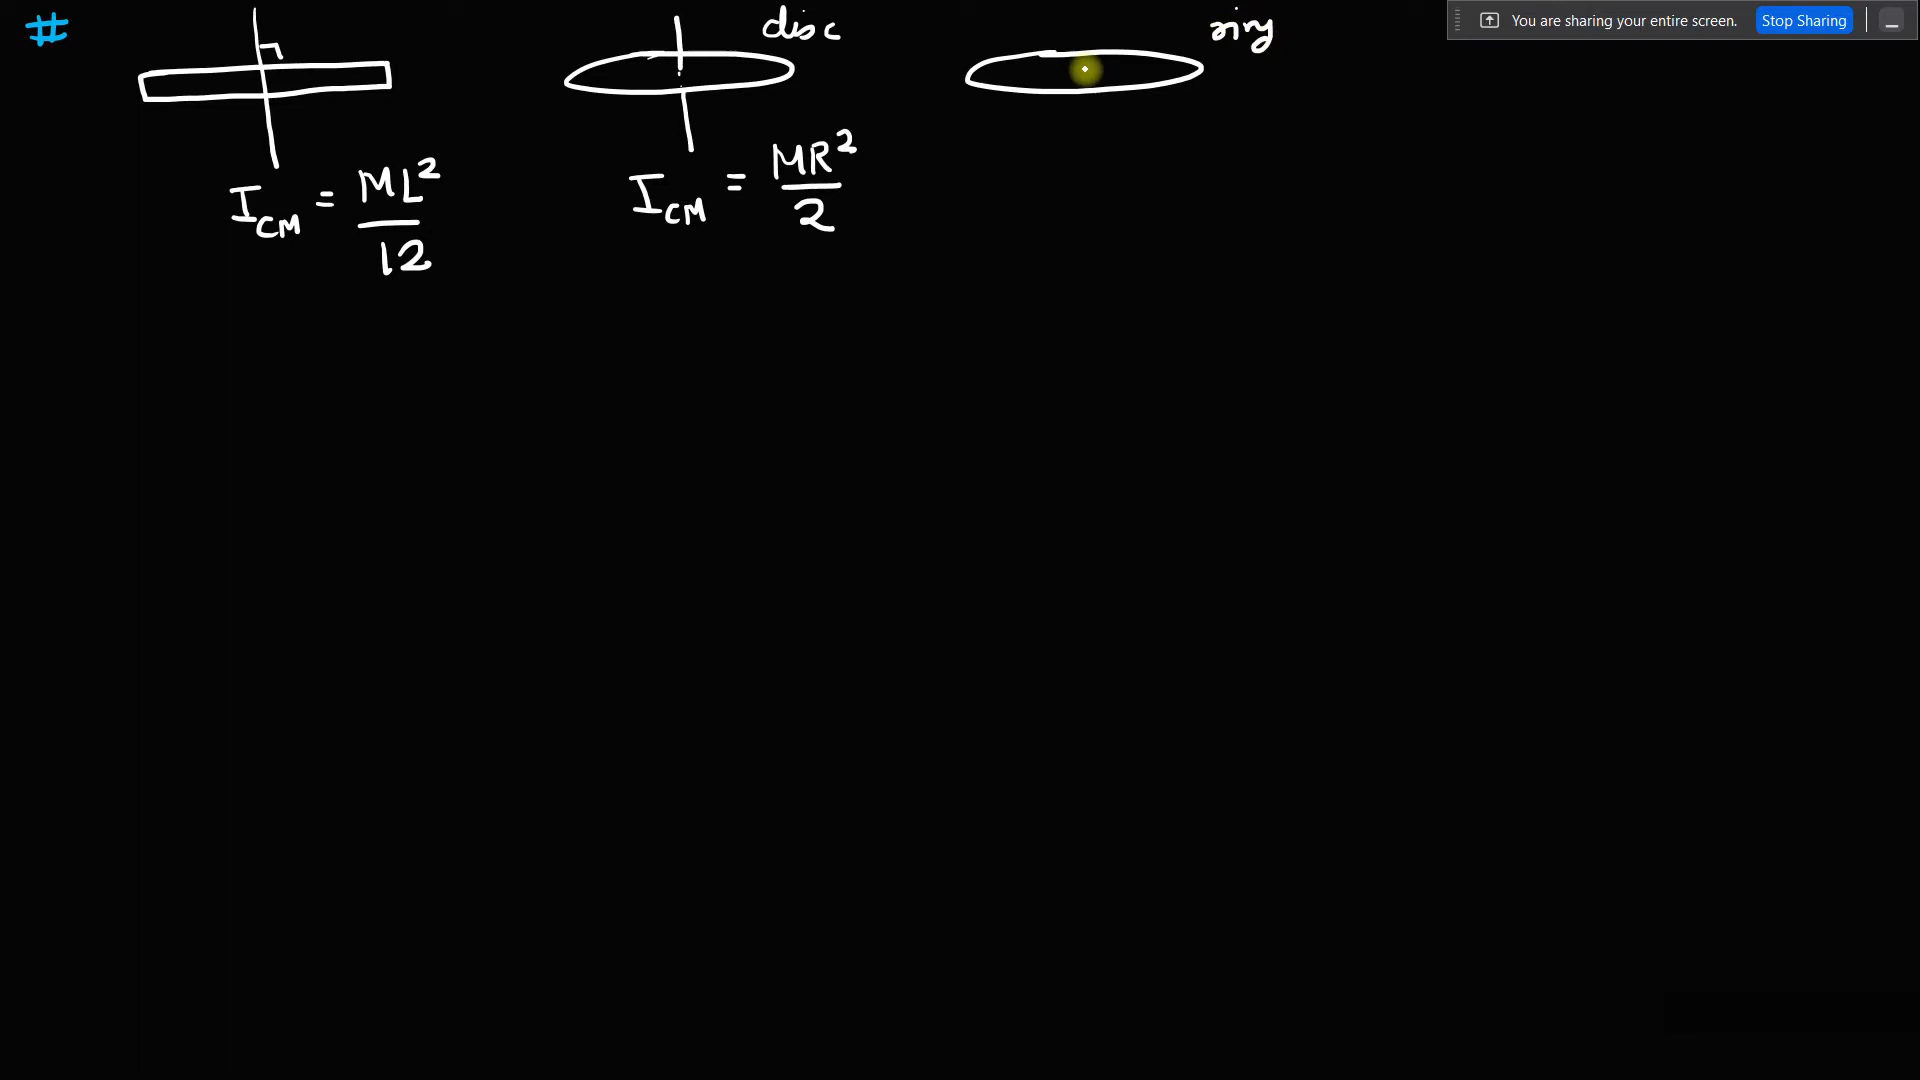 #
disc
ring
You are sharing your entire screen. Stop Sharing
I_CM = ML²/12
I_CM = MR²/2